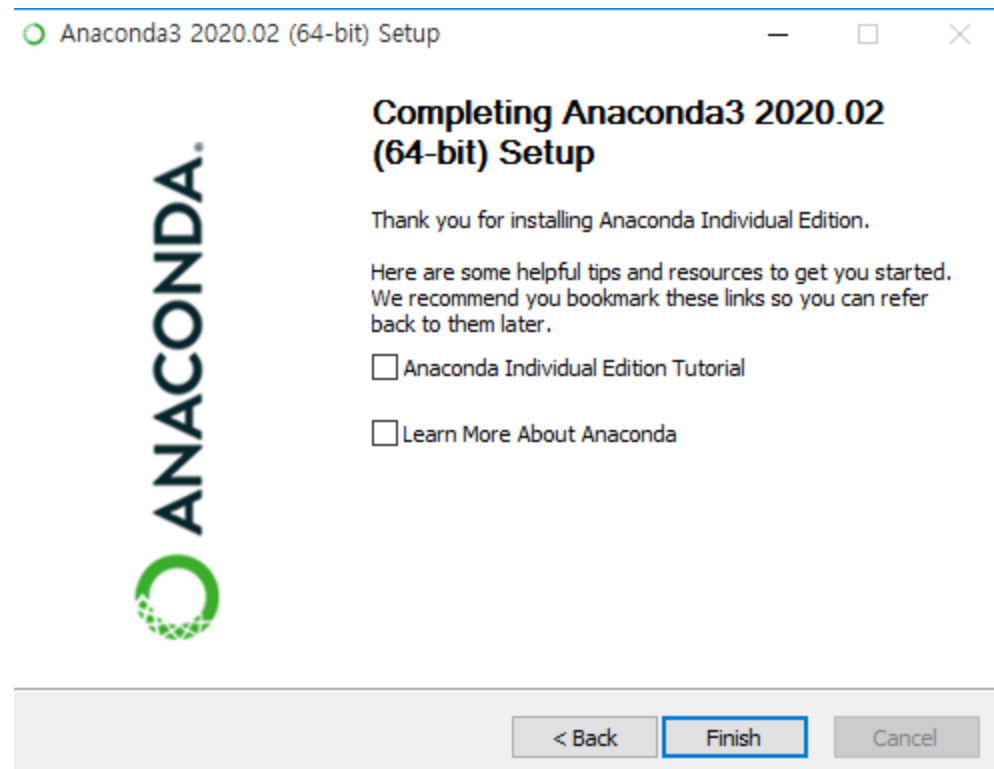 Anaconda3 2020.02 (64-bit) Setup
Completing Anaconda3 2020.02
(64-bit) Setup
Thank you for installing Anaconda Individual Edition.
Here are some helpful tips and resources to get you started.
We recommend you bookmark these links so you can refer
back to them later.
Anaconda Individual Edition Tutorial
Learn More About Anaconda
ANACONDA.
< Back
Finish
Cancel